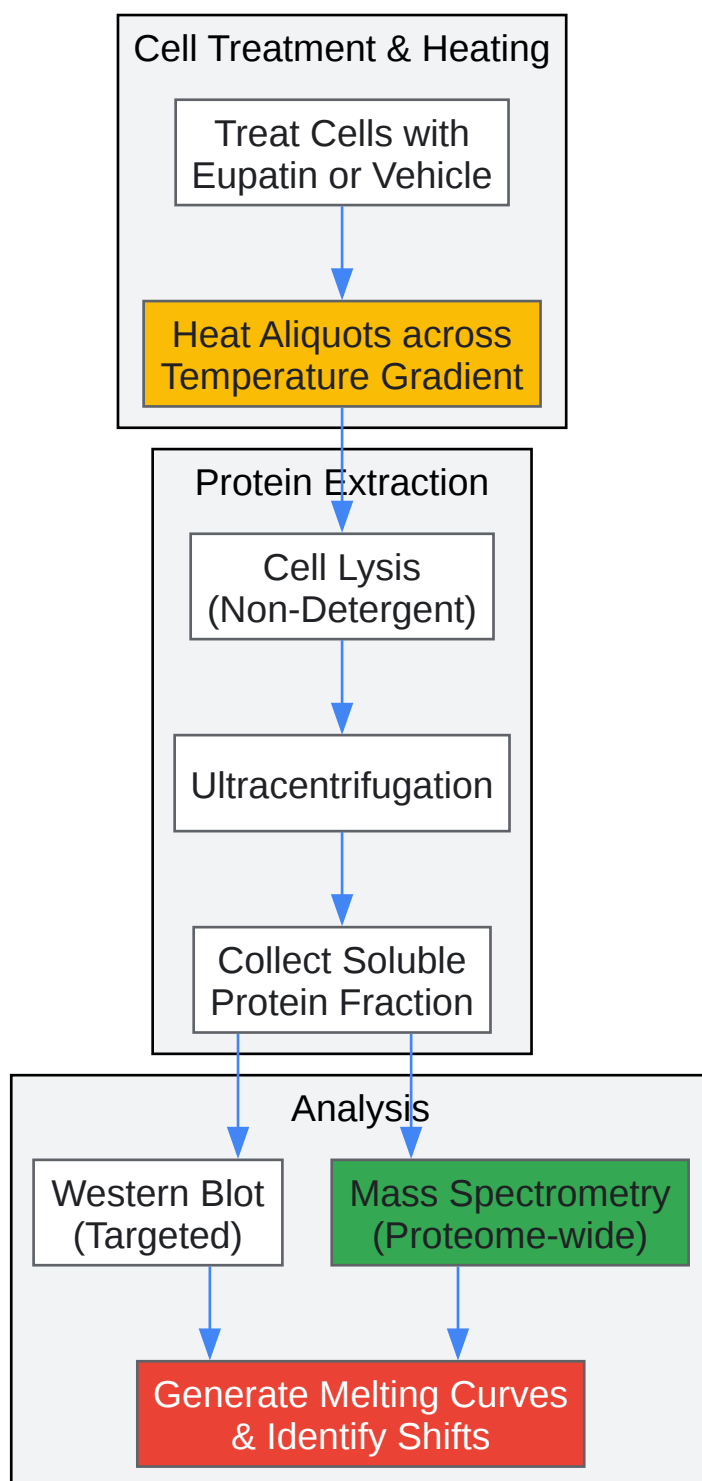 Cell Treatment & Heating
Treat Cells with
Eupatin or Vehicle
Heat Aliquots across
Temperature Gradient
Protein Extraction
Cell Lysis
(Non-Detergent)
Ultracentrifugation
Collect Soluble
Protein Fraction
Analysis
Western Blot
(Targeted)
Mass Spectrometry
(Proteome-wide)
Generate Melting Curves
& Identify Shifts